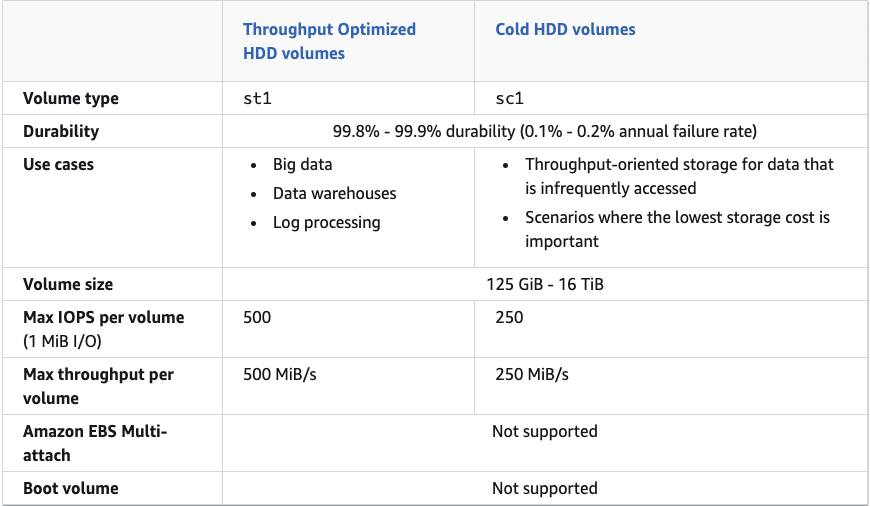 Throughput Optimized
HDD volumes
Cold HDD volumes
Volume type
st1
sc1
Durability
99.8% - 99.9% durability (0.1% - 0.2% annual failure rate)
Use cases
• Big data
• Data warehouses
• Log processing
• Throughput-oriented storage for data that
is infrequently accessed
• Scenarios where the lowest storage cost is
important
Volume size
125 GiB - 16 TiB
Max IOPS per volume
(1 MiB I/O)
500
250
Max throughput per
volume
500 MiB/s
250 MiB/s
Amazon EBS Multi-
attach
Not supported
Boot volume
Not supported